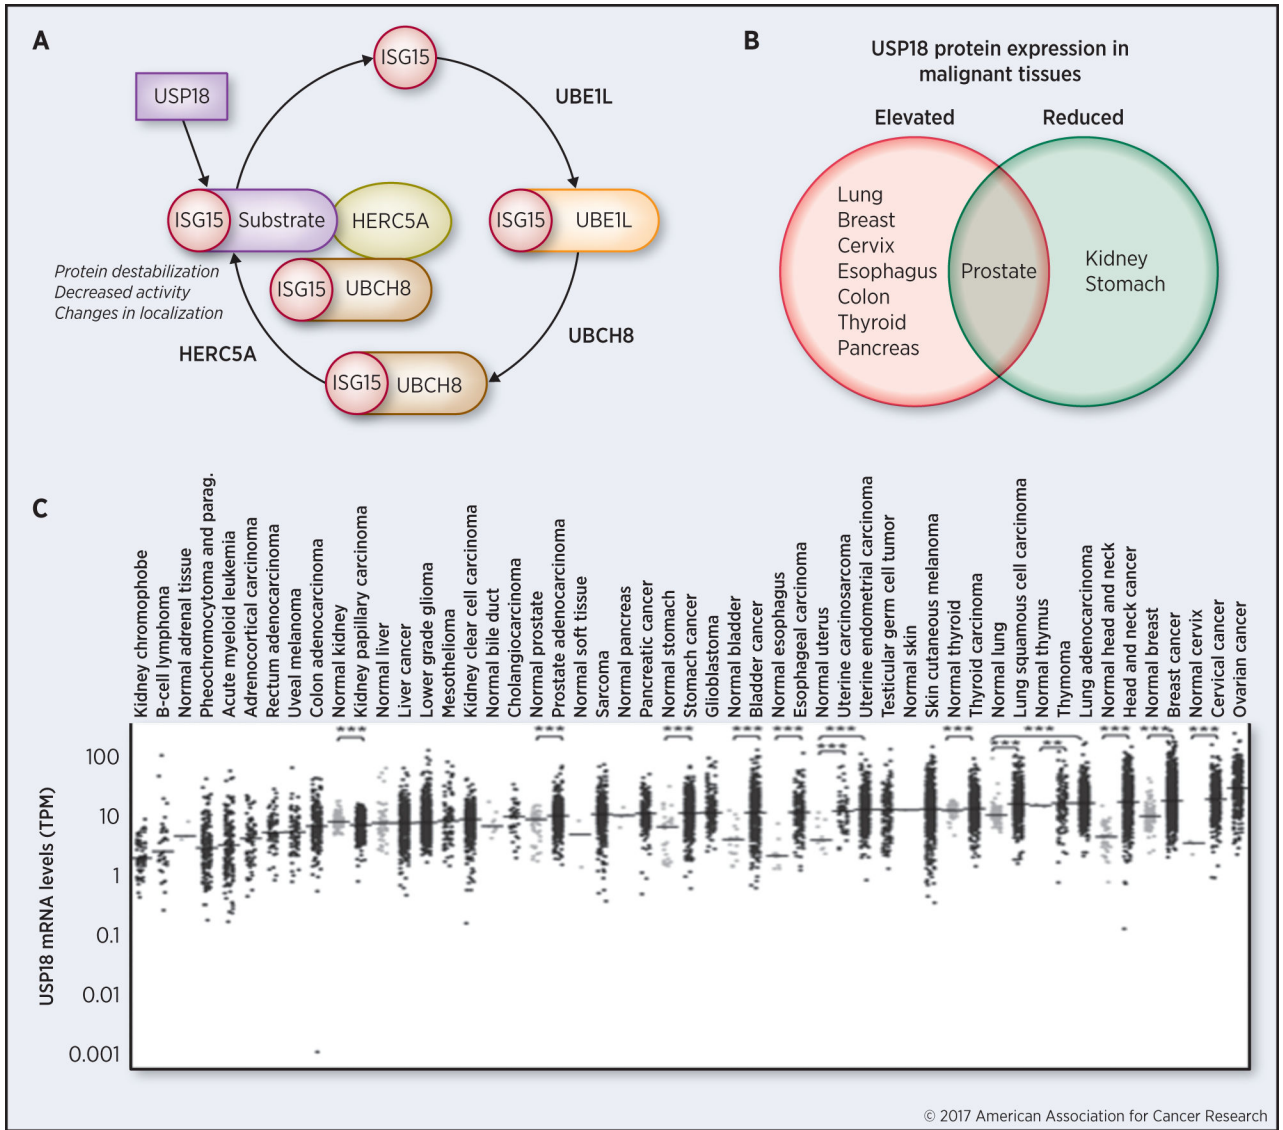 A
ISG15
USP18
UBE1L
ISG15
Substrate
HERC5A
ISG15
UBE1L
Protein destabilization
Decreased activity
Changes in localization
ISG15
UBCH8
UBCH8
HERC5A
ISG15
UBCH8
B
USP18 protein expression in
malignant tissues
Elevated
Reduced
Lung
Breast
Cervix
Esophagus
Colon
Thyroid
Pancreas
Prostate
Kidney
Stomach
C
Kidney chromophobe
B-cell lymphoma
Normal adrenal tissue
Pheochromocytoma and parag.
Acute myeloid leukemia
Adrenocortical carcinoma
Rectum adenocarcinoma
Uveal melanoma
Colon adenocarcinoma
Normal kidney
Kidney papillary carcinoma
Normal liver
Liver cancer
Lower grade glioma
Mesothelioma
Kidney clear cell carcinoma
Normal bile duct
Cholangiocarcinoma
Normal prostate
Prostate adenocarcinoma
Normal soft tissue
Sarcoma
Normal pancreas
Pancreatic cancer
Normal stomach
Stomach cancer
Glioblastoma
Normal bladder
Bladder cancer
Normal esophagus
Esophageal carcinoma
Normal uterus
Uterine carcinosarcoma
Uterine endometrial carcinoma
Testicular germ cell tumor
Normal skin
Skin cutaneous melanoma
Normal thyroid
Thyroid carcinoma
Normal lung
Lung squamous cell carcinoma
Normal thymus
Thymoma
Lung adenocarcinoma
Normal head and neck
Head and neck cancer
Normal breast
Breast cancer
Normal cervix
Cervical cancer
Ovarian cancer
USP18 mRNA levels (TPM)
100
10
1
0.1
0.01
0.001
*** *** *** *** *** *** *** *** *** *** ***
*** *** **
© 2017 American Association for Cancer Research